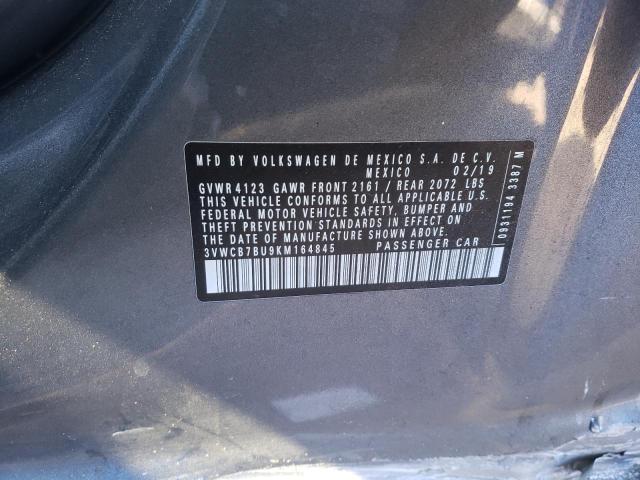 MFD BY VOLKSWAGEN DE MEXICO S.A. DE C.V.
MEXICO 02/19
GVWR 4123 GAWR FRONT 2161 / REAR 2072 LBS
THIS VEHICLE CONFORMS TO ALL APPLICABLE U.S.
FEDERAL MOTOR VEHICLE SAFETY, BUMPER AND
THEFT PREVENTION STANDARDS IN EFFECT ON
THE DATE OF MANUFACTURE SHOWN ABOVE.
3VWCB7BU9KM164845 PASSENGER CAR
0931194 3387 M